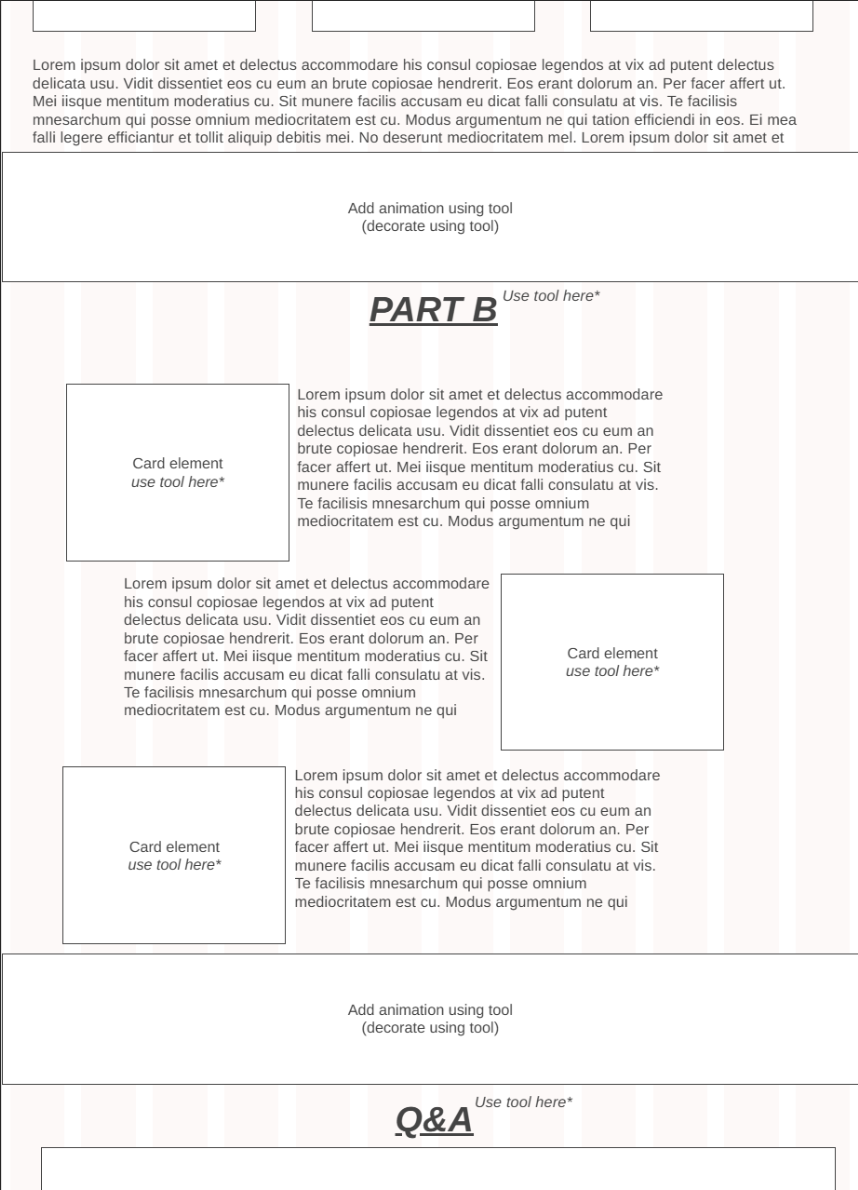 Lorem ipsum dolor sit amet et delectus accommodare his consul copiosae legendos at vix ad putent delectus
delicata usu. Vidit dissentiet eos cu eum an brute copiosae hendrerit. Eos erant dolorum an. Per facer affert ut.
Mei iisque mentitum moderatius cu. Sit munere facilis accusam eu dicat falli consulatu at vis. Te facilisis
mnesarchum qui posse omnium mediocritatem est cu. Modus argumentum ne qui tation efficiendi in eos. Ei mea
falli legere efficiantur et tollit aliquip debitis mei. No deserunt mediocritatem mel. Lorem ipsum dolor sit amet et
Add animation using tool
(decorate using tool)
PART B
Use tool here*
Card element
use tool here*
Lorem ipsum dolor sit amet et delectus accommodare
his consul copiosae legendos at vix ad putent
delectus delicata usu. Vidit dissentiet eos cu eum an
brute copiosae hendrerit. Eos erant dolorum an. Per
facer affert ut. Mei iisque mentitum moderatius cu. Sit
munere facilis accusam eu dicat falli consulatu at vis.
Te facilisis mnesarchum qui posse omnium
mediocritatem est cu. Modus argumentum ne qui
Lorem ipsum dolor sit amet et delectus accommodare
his consul copiosae legendos at vix ad putent
delectus delicata usu. Vidit dissentiet eos cu eum an
brute copiosae hendrerit. Eos erant dolorum an. Per
facer affert ut. Mei iisque mentitum moderatius cu. Sit
munere facilis accusam eu dicat falli consulatu at vis.
Te facilisis mnesarchum qui posse omnium
mediocritatem est cu. Modus argumentum ne qui
Card element
use tool here*
Card element
use tool here*
Lorem ipsum dolor sit amet et delectus accommodare
his consul copiosae legendos at vix ad putent
delectus delicata usu. Vidit dissentiet eos cu eum an
brute copiosae hendrerit. Eos erant dolorum an. Per
facer affert ut. Mei iisque mentitum moderatius cu. Sit
munere facilis accusam eu dicat falli consulatu at vis.
Te facilisis mnesarchum qui posse omnium
mediocritatem est cu. Modus argumentum ne qui
Add animation using tool
(decorate using tool)
Q&A
Use tool here*